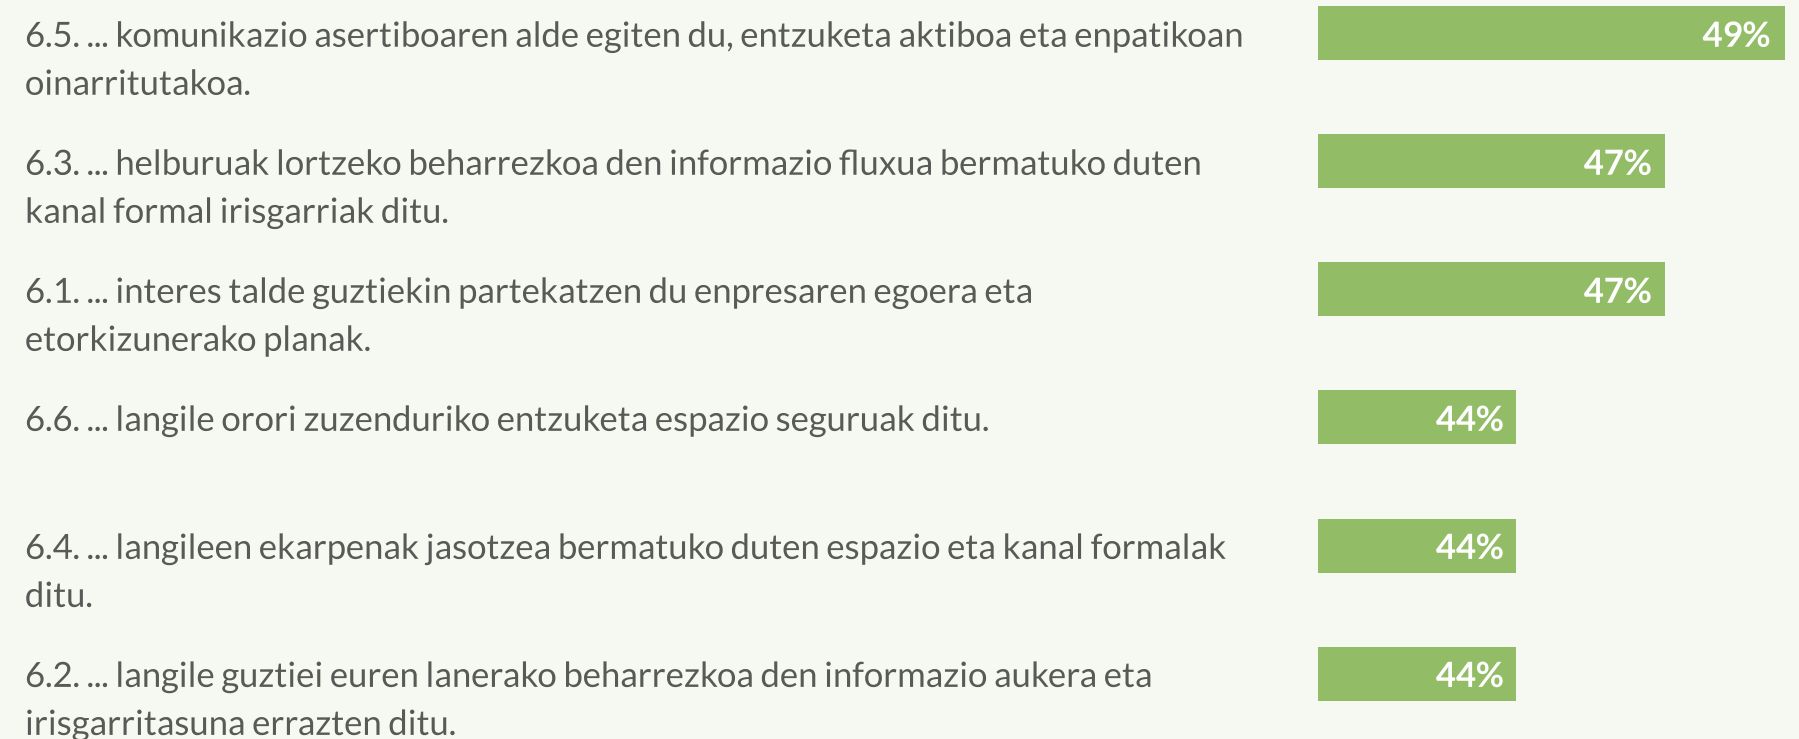 6.5. ... komunikazio asertiboaren alde egiten du, entzuketa aktiboa eta enpatikoan 49%
oinarritutakoa.
6.3. ... helburuak lortzeko beharrezkoa den informazio fluxua bermatuko duten 47%
kanal formal irisgarriak ditu.
6.1. ... interes talde guztiekin partekatzen du enpresaren egoera eta 47%
etorkizunerako planak.
6.6. ... langile orori zuzenduriko entzuketa espazio seguruak ditu. 44%
6.4. ... langileen ekarpenak jasotzea bermatuko duten espazio eta kanal formalak 44%
ditu.
6.2. ... langile guztiei euren lanerako beharrezkoa den informazio aukera eta 44%
irisgarritasuna errazten ditu.